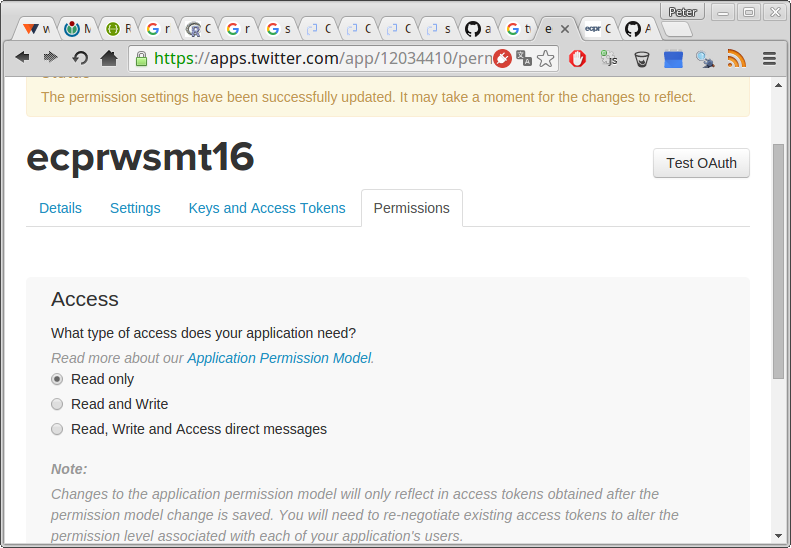 Peter
w
M
R
r
C
r
s
C
C
C
s
a
t
e
C
A
https://apps.twitter.com/app/12034410/perm
js
Status
The permission settings have been successfully updated. It may take a moment for the changes to reflect.
ecprwsmt16
Test OAuth
Details
Settings
Keys and Access Tokens
Permissions
Access
What type of access does your application need?
Read more about our Application Permission Model.
Read only
Read and Write
Read, Write and Access direct messages
Note:
Changes to the application permission model will only reflect in access tokens obtained after the
permission model change is saved. You will need to re-negotiate existing access tokens to alter the
permission level associated with each of your application's users.